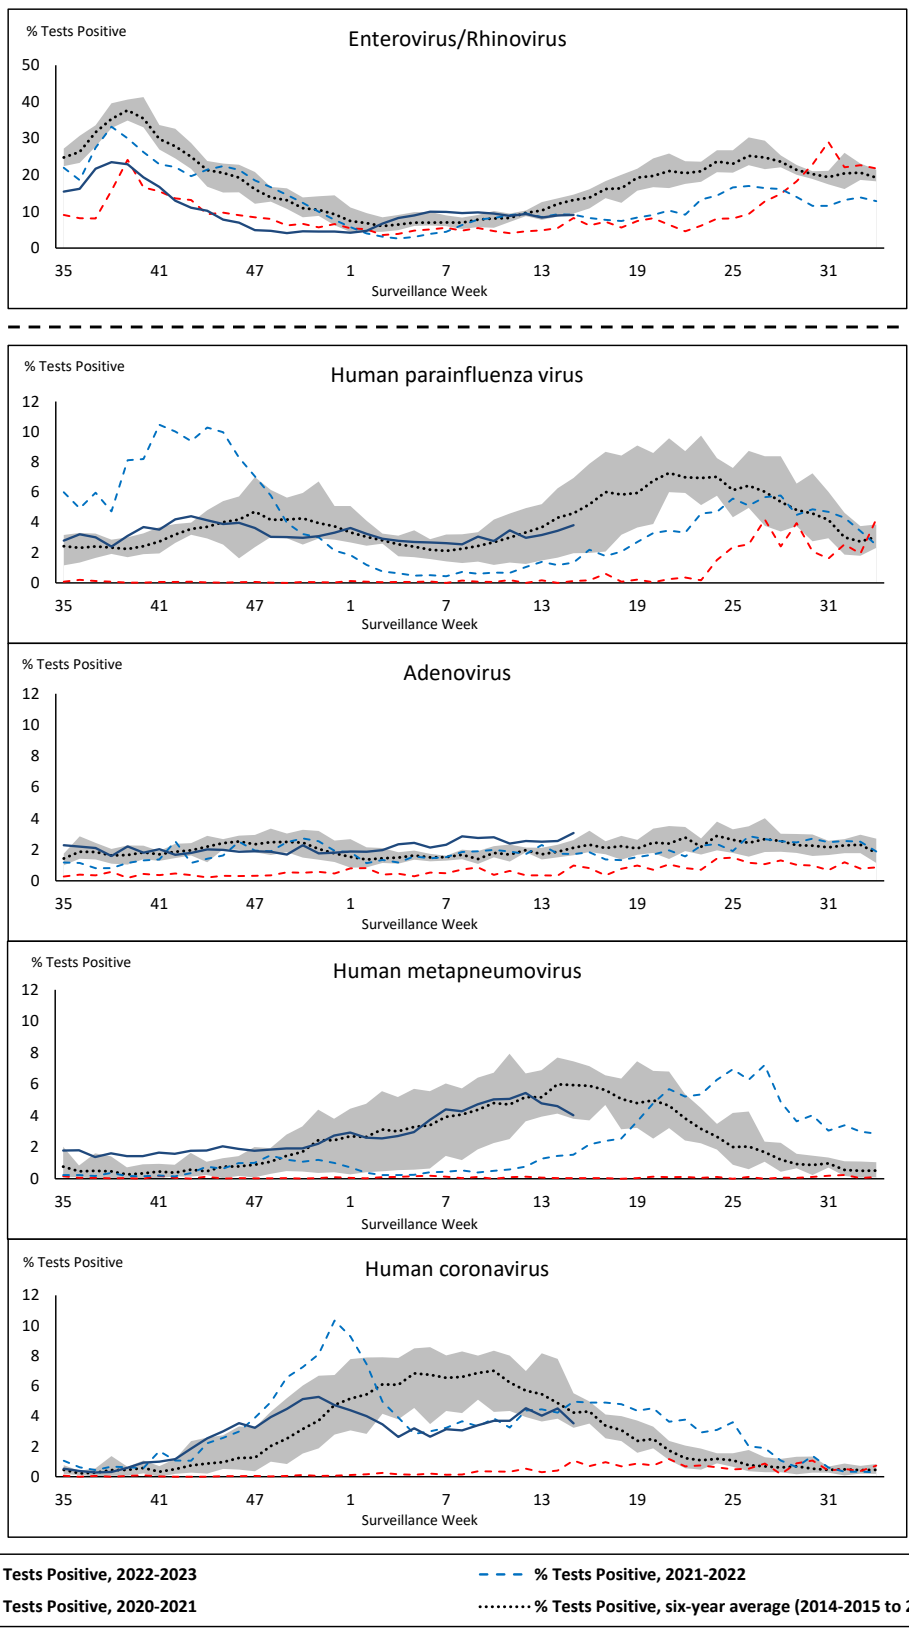 % Tests Positive
Enterovirus/Rhinovirus
50
40
30
20
10
0
35 41 47 1 7 13 19 25 31
Surveillance Week
% Tests Positive
Human parainfluenza virus
12
10
8
6
4
2
0
35 41 47 1 7 13 19 25 31
Surveillance Week
% Tests Positive
Adenovirus
12
10
8
6
4
2
0
35 41 47 1 7 13 19 25 31
Surveillance Week
% Tests Positive
Human metapneumovirus
12
10
8
6
4
2
0
35 41 47 1 7 13 19 25 31
Surveillance Week
% Tests Positive
Human coronavirus
12
10
8
6
4
2
0
35 41 47 1 7 13 19 25 31
Surveillance Week
Tests Positive, 2022-2023 % Tests Positive, 2021-2022
Tests Positive, 2020-2021 % Tests Positive, six-year average (2014-2015 to